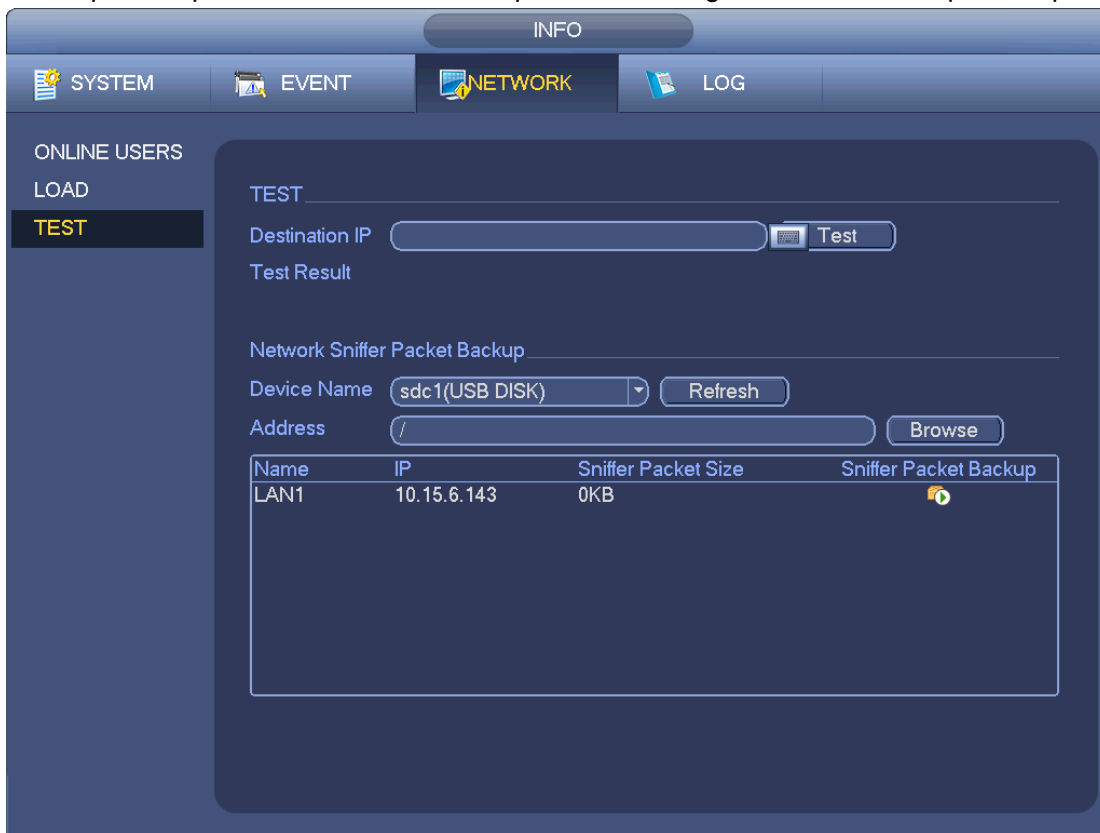 INFO
SYSTEM EVENT NETWORK LOG
ONLINE USERS
LOAD
TEST
TEST
Destination IP Test
Test Result
Network Sniffer Packet Backup
Device Name sdc1(USB DISK) Refresh
Address / Browse
Name IP Sniffer Packet Size Sniffer Packet Backup
LAN1 10.15.6.143 0KB